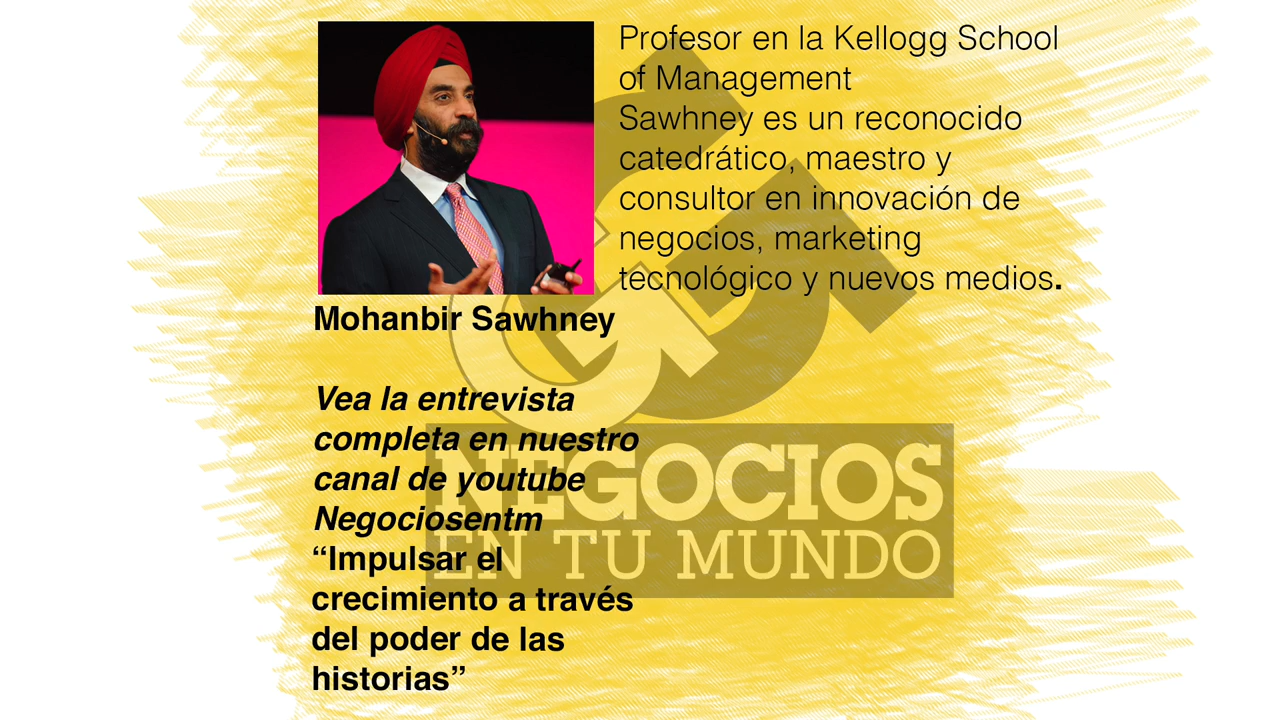 Profesor en la Kellogg School
of Management
Sawhney es un reconocido
catedrático, maestro y
consultor en innovación de
negocios, marketing
tecnológico y nuevos medios.
Mohanbir Sawhney
Vea la entrevista
completa en nuestro
canal de youtube
Negociosentm
“Impulsar el
crecimiento a través
del poder de las
historias”
NEGOCIOS
EN TU MUNDO